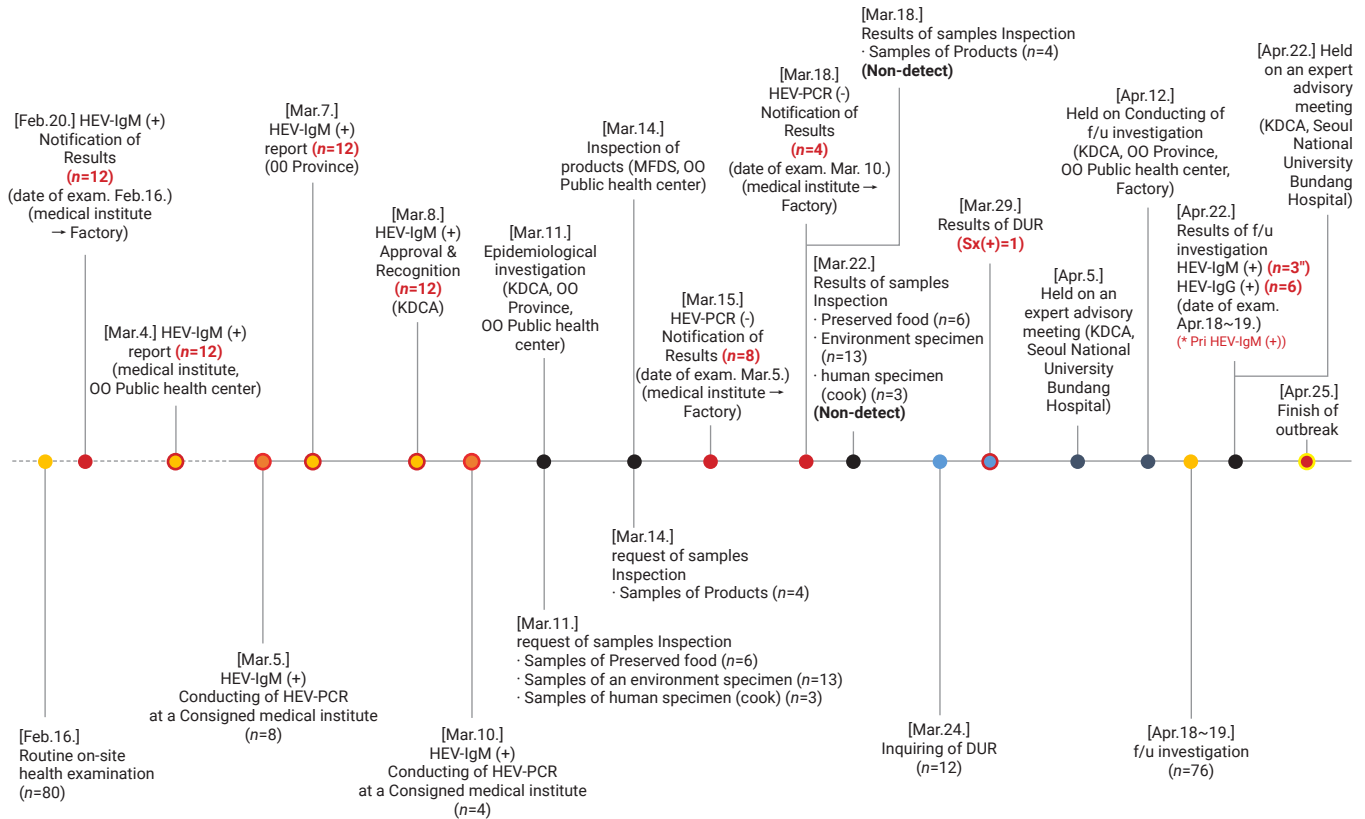 [Feb.20.] HEV-IgM (+)
Notification of
Results
(n=12)
(date of exam. Feb.16.)
(medical institute
→ Factory)
[Mar.4.] HEV-IgM (+)
report (n=12)
(medical institute,
OO Public health center)
[Mar.7.]
HEV-IgM (+)
report (n=12)
(00 Province)
[Mar.8.]
HEV-IgM (+)
Approval &
Recognition
(n=12)
(KDCA)
[Mar.11.]
Epidemiological
investigation
(KDCA, OO
Province,
OO Public health
center)
[Mar.14.]
Inspection of
products (MFDS, OO
Public health center)
[Mar.15.]
HEV-PCR (-)
Notification of
Results (n=8)
(date of exam. Mar.5.)
(medical institute →
Factory)
[Mar.18.]
HEV-PCR (-)
Notification of
Results
(n=4)
(date of exam. Mar. 10.)
(medical institute →
Factory)
[Mar.18.]
Results of samples Inspection
· Samples of Products (n=4)
(Non-detect)
[Mar.22.]
Results of samples
Inspection
· Preserved food (n=6)
· Environment specimen
(n=13)
· human specimen
(cook) (n=3)
(Non-detect)
[Mar.29.]
Results of DUR
(Sx(+)=1)
[Apr.5.]
Held on an
expert advisory
meeting (KDCA,
Seoul National
University
Bundang
Hospital)
[Apr.12.]
Held on Conducting of
f/u investigation
(KDCA, OO Province,
OO Public health center,
Factory)
[Apr.22.]
Results of f/u
investigation
HEV-IgM (+) (n=3")
HEV-IgG (+) (n=6)
(date of exam.
Apr.18~19.)
(* Pri HEV-IgM (+))
[Apr.22.] Held
on an expert
advisory
meeting
(KDCA, Seoul
National
University
Bundang
Hospital)
[Apr.25.]
Finish of
outbreak
[Feb.16.]
Routine on-site
health examination
(n=80)
[Mar.5.]
HEV-IgM (+)
Conducting of HEV-PCR
at a Consigned medical institute
(n=8)
[Mar.10.]
HEV-IgM (+)
Conducting of HEV-PCR
at a Consigned medical institute
(n=4)
[Mar.11.]
request of samples Inspection
· Samples of Preserved food (n=6)
· Samples of an environment specimen (n=13)
· Samples of human specimen (cook) (n=3)
[Mar.14.]
request of samples
Inspection
· Samples of Products (n=4)
[Mar.24.]
Inquiring of DUR
(n=12)
[Apr.18~19.]
f/u investigation
(n=76)